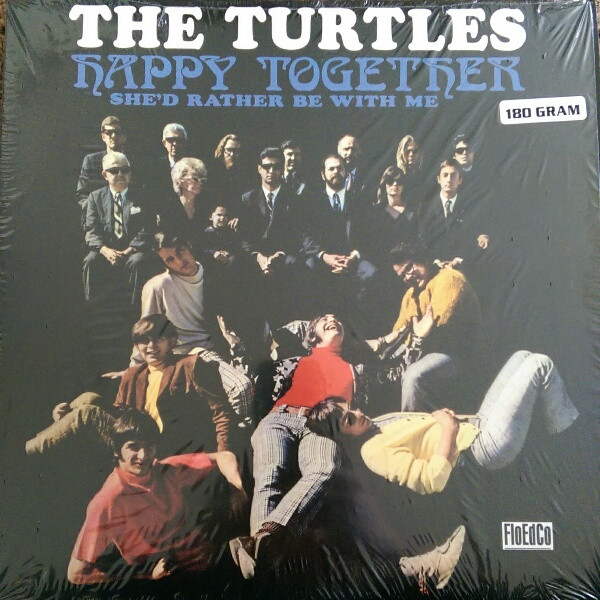 THE TURTLES
HAPPY TOGETHER
SHE'D RATHER BE WITH ME
180 GRAM
FloEdCo